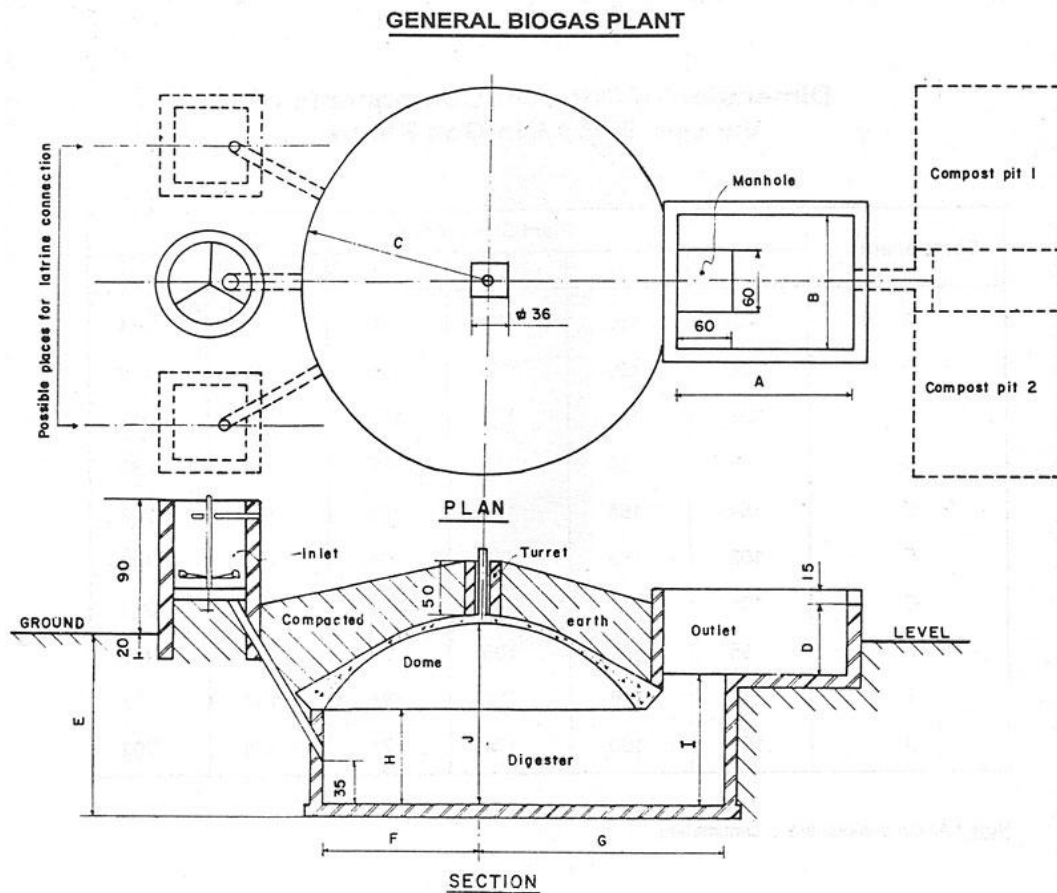 GENERAL BIOGAS PLANT
Possible places for latrine connection
C
ⱷ 36
Manhole
60
60
B
A
Compost pit 1
Compost pit 2
PLAN
Inlet
90
20
GROUND
Turret
50
Compacted
earth
Dome
Outlet
15
D
LEVEL
E
35
H
J
Digester
I
F
G
SECTION